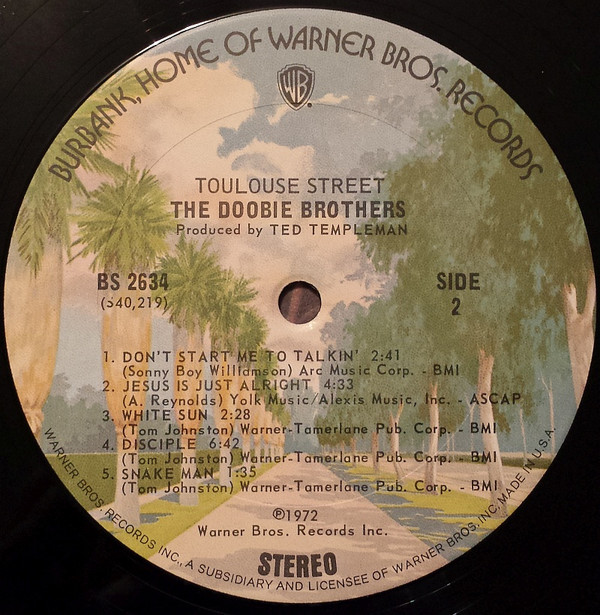 BURBANK, HOME OF WARNER BROS. RECORDS
WB
TOULOUSE STREET
THE DOOBIE BROTHERS
Produced by TED TEMPLEMAN
BS 2634
(S40,219)
SIDE
2
1. DON'T START ME TO TALKIN' 2:41
(Sonny Boy Williamson) Arc Music Corp. - BMI
2. JESUS IS JUST ALRIGHT 4:33
(A. Reynolds) Yolk Music/Alexis Music, Inc. - ASCAP
3. WHITE SUN 2:28
(Tom Johnston) Warner-Tamerlane Pub. Corp. - BMI
4. DISCIPLE 6:42
(Tom Johnston) Warner-Tamerlane Pub. Corp. - BMI
5. SNAKE MAN 1:35
(Tom Johnston) Warner-Tamerlane Pub. Corp. - BMI
℗1972
Warner Bros. Records Inc.
STEREO
WARNER BROS. RECORDS INC., A SUBSIDIARY AND LICENSEE OF WARNER BROS. INC. MADE IN U.S.A.